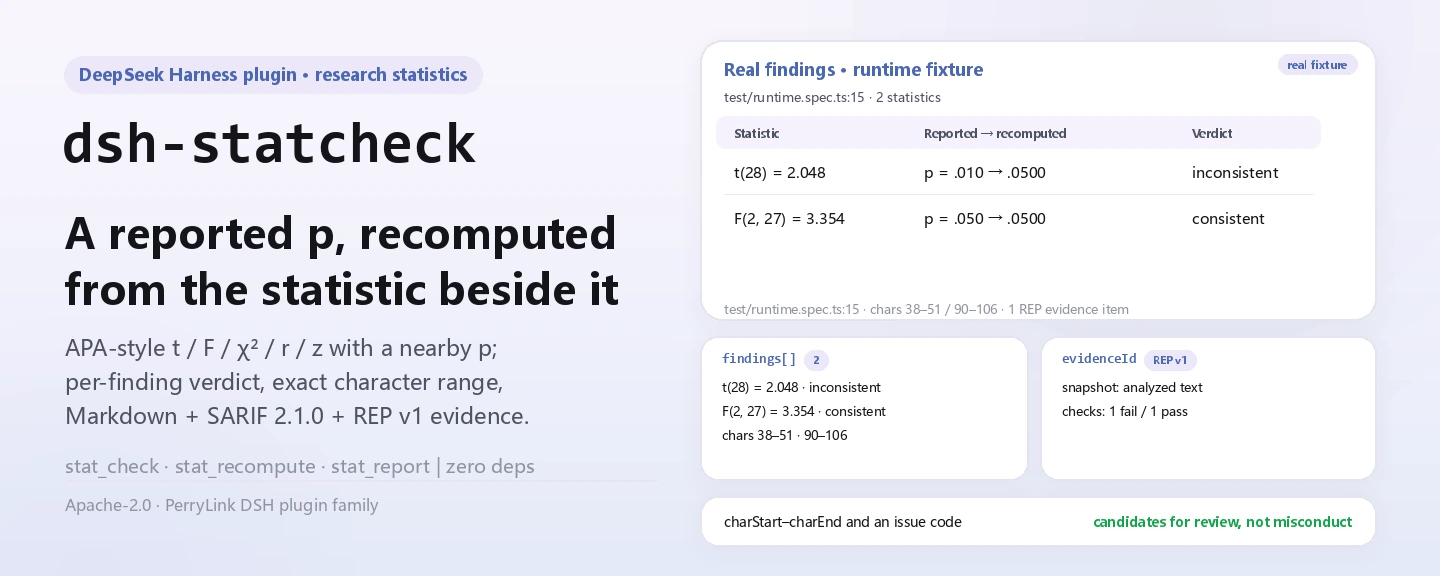 DeepSeek Harness plugin • research statistics
dsh-statcheck
A reported p, recomputed
from the statistic beside it
APA-style t / F / χ² / r / z with a nearby p;
per-finding verdict, exact character range,
Markdown + SARIF 2.1.0 + REP v1 evidence.
stat_check · stat_recompute · stat_report | zero deps
Apache-2.0 · PerryLink DSH plugin family
Real findings • runtime fixture
real fixture
test/runtime.spec.ts:15 · 2 statistics
Statistic Reported → recomputed Verdict
t(28) = 2.048 p = .010 → .0500 inconsistent
F(2, 27) = 3.354 p = .050 → .0500 consistent
test/runtime.spec.ts:15 · chars 38–51 / 90–106 · 1 REP evidence item
findings[] 2
t(28) = 2.048 · inconsistent
F(2, 27) = 3.354 · consistent
chars 38–51 · 90–106
evidenceId REP v1
snapshot: analyzed text
checks: 1 fail / 1 pass
charStart–charEnd and an issue code
candidates for review, not misconduct